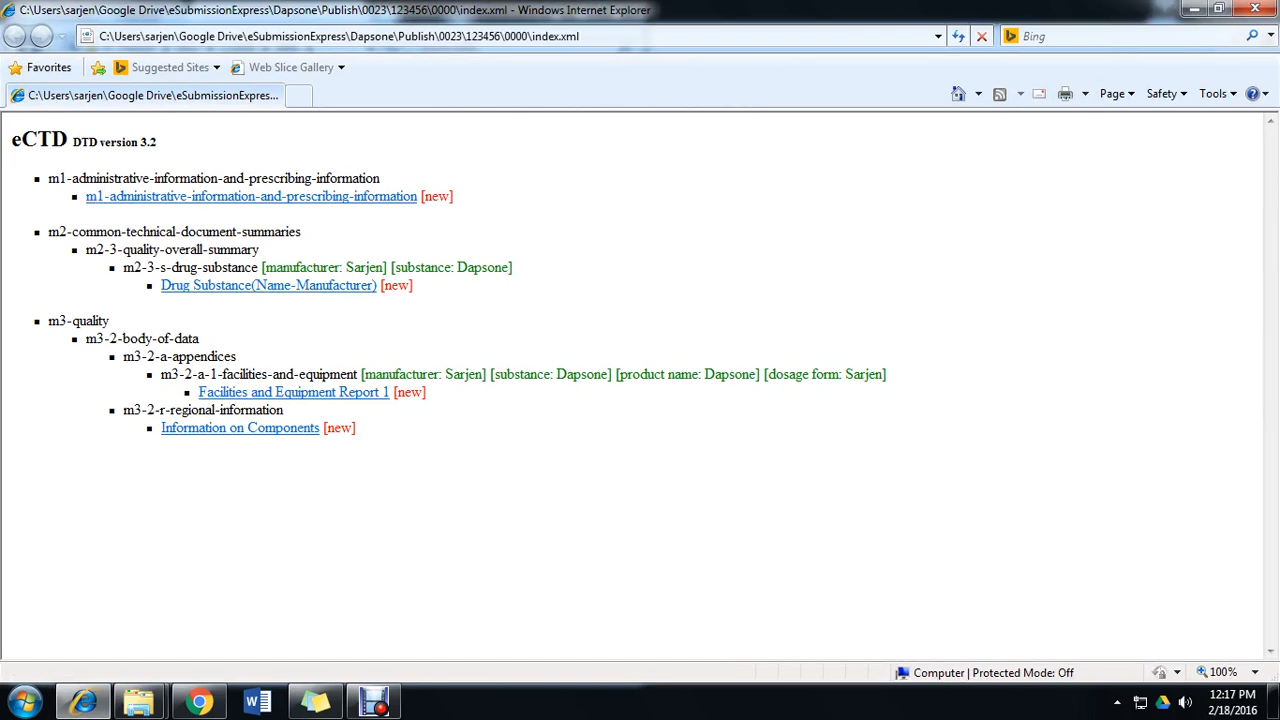 C:\Users\sarjen\Google Drive\eSubmissionExpress\Dapsone\Publish\0023\123456\0000\index.xml - Windows Internet Explorer
C:\Users\sarjen\Google Drive\eSubmissionExpress\Dapsone\Publish\0023\123456\0000\index.xml
Bing
Favorites
Suggested Sites
Web Slice Gallery
C:\Users\sarjen\Google Drive\eSubmissionExpres...
Page
Safety
Tools
eCTD DTD version 3.2
m1-administrative-information-and-prescribing-information
m1-administrative-information-and-prescribing-information [new]
m2-common-technical-document-summaries
m2-3-quality-overall-summary
m2-3-s-drug-substance [manufacturer: Sarjen] [substance: Dapsone]
Drug Substance(Name-Manufacturer) [new]
m3-quality
m3-2-body-of-data
m3-2-a-appendices
m3-2-a-1-facilities-and-equipment [manufacturer: Sarjen] [substance: Dapsone] [product name: Dapsone] [dosage form: Sarjen]
Facilities and Equipment Report 1 [new]
m3-2-r-regional-information
Information on Components [new]
Computer | Protected Mode: Off
100%
12:17 PM
2/18/2016